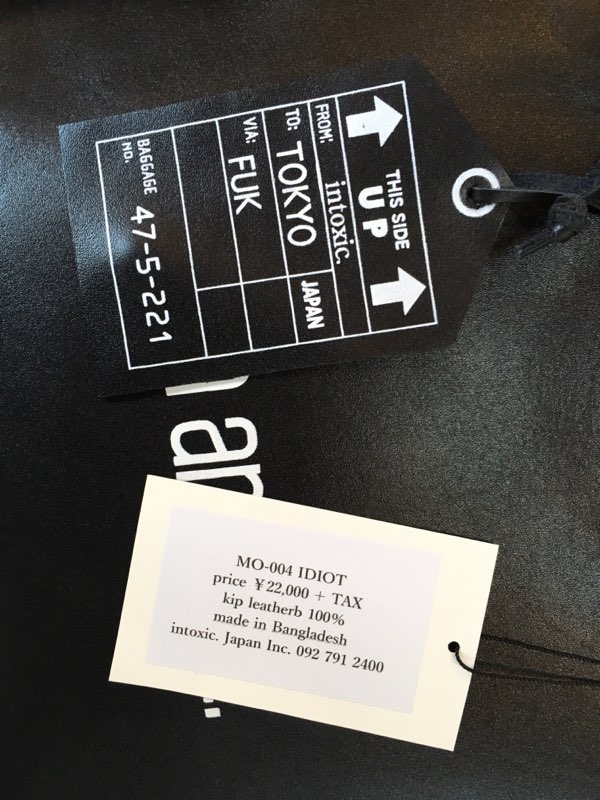 THIS SIDE
UP
FROM: intoxic.
TO: TOKYO JAPAN
VIA: FUK
BAGGAGE NO. 47-5-221
MO-004 IDIOT
price ¥22,000 + TAX
kip leatherb 100%
made in Bangladesh
intoxic. Japan Inc. 092 791 2400